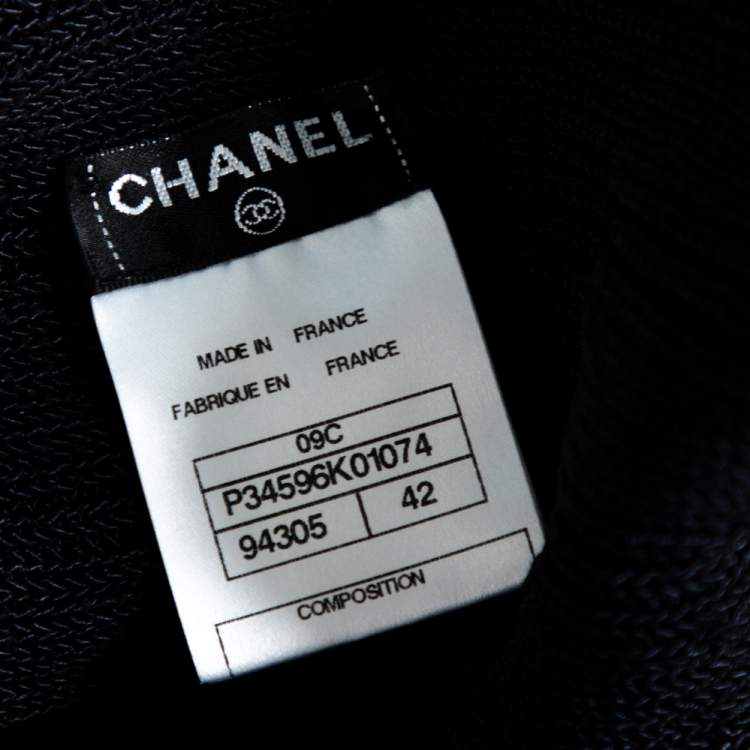 CHANEL
MADE IN FRANCE
FABRIQUE EN FRANCE
09C
P34596K01074
94305 42
COMPOSITION